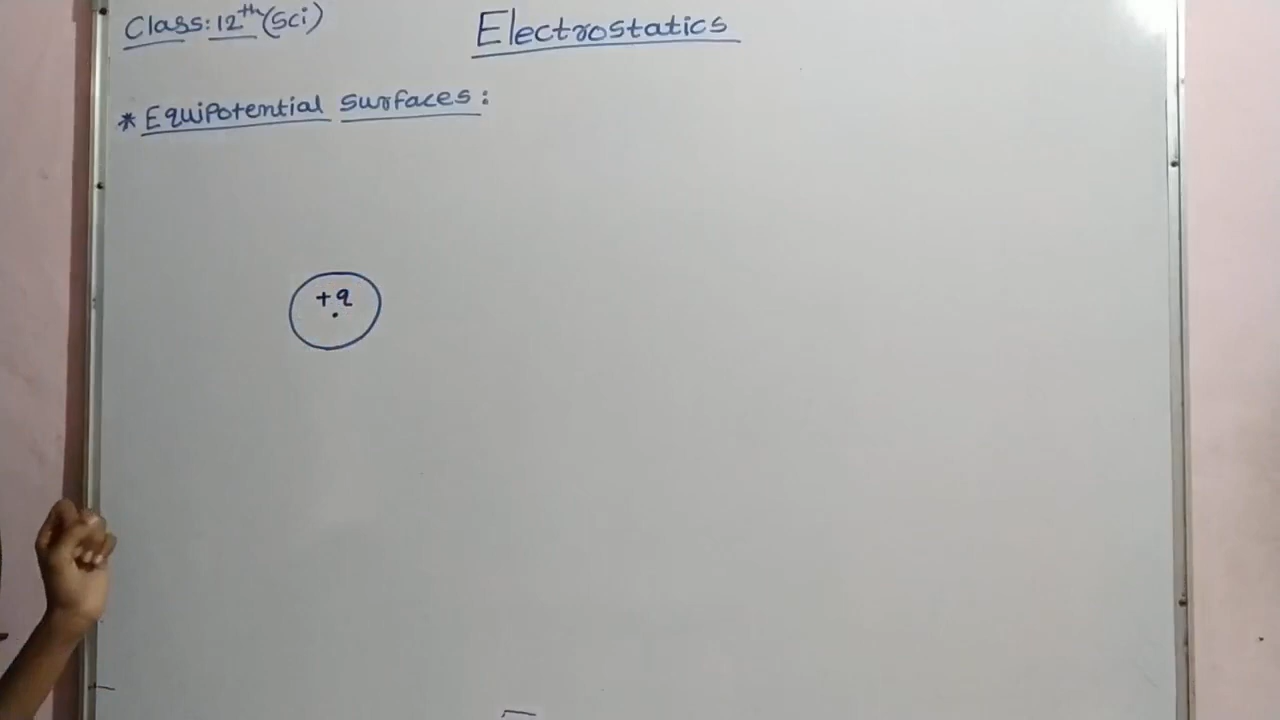 Class: 12th (Sci)
Electrostatics
* Equipotential surfaces:
+q